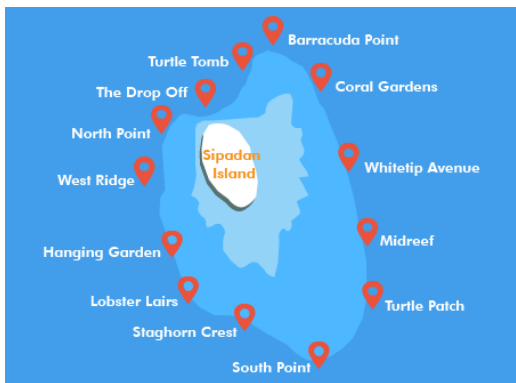 Barracuda Point
Turtle Tomb
Coral Gardens
The Drop Off
North Point
Sipadan
Island
Whitetip Avenue
West Ridge
Midreef
Hanging Garden
Lobster Lairs
Turtle Patch
Staghorn Crest
South Point